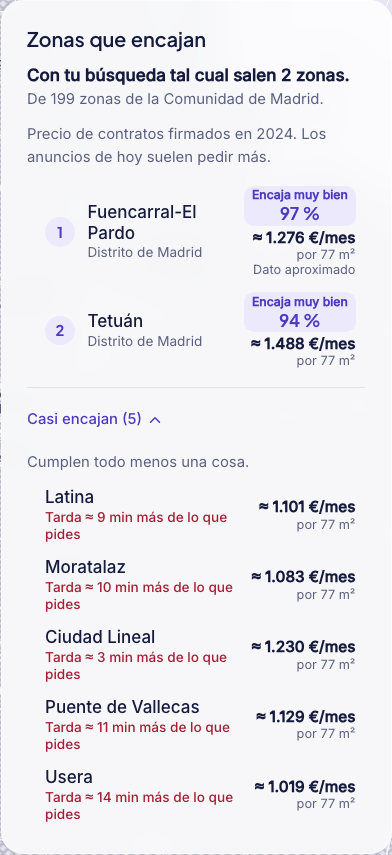 Zonas que encajan
Con tu búsqueda tal cual salen 2 zonas.
De 199 zonas de la Comunidad de Madrid.
Precio de contratos firmados en 2024. Los
anuncios de hoy suelen pedir más.
1
Fuencarral-El
Pardo
Distrito de Madrid
Encaja muy bien
97 %
≈ 1.276 €/mes
por 77 m²
Dato aproximado
2
Tetuán
Distrito de Madrid
Encaja muy bien
94 %
≈ 1.488 €/mes
por 77 m²
Casi encajan (5)
Cumplen todo menos una cosa.
Latina
Tarda ≈ 9 min más de lo que
pides
≈ 1.101 €/mes
por 77 m²
Moratalaz
Tarda ≈ 10 min más de lo que
pides
≈ 1.083 €/mes
por 77 m²
Ciudad Lineal
Tarda ≈ 3 min más de lo que
pides
≈ 1.230 €/mes
por 77 m²
Puente de Vallecas
Tarda ≈ 11 min más de lo que
pides
≈ 1.129 €/mes
por 77 m²
Usera
Tarda ≈ 14 min más de lo que
pides
≈ 1.019 €/mes
por 77 m²